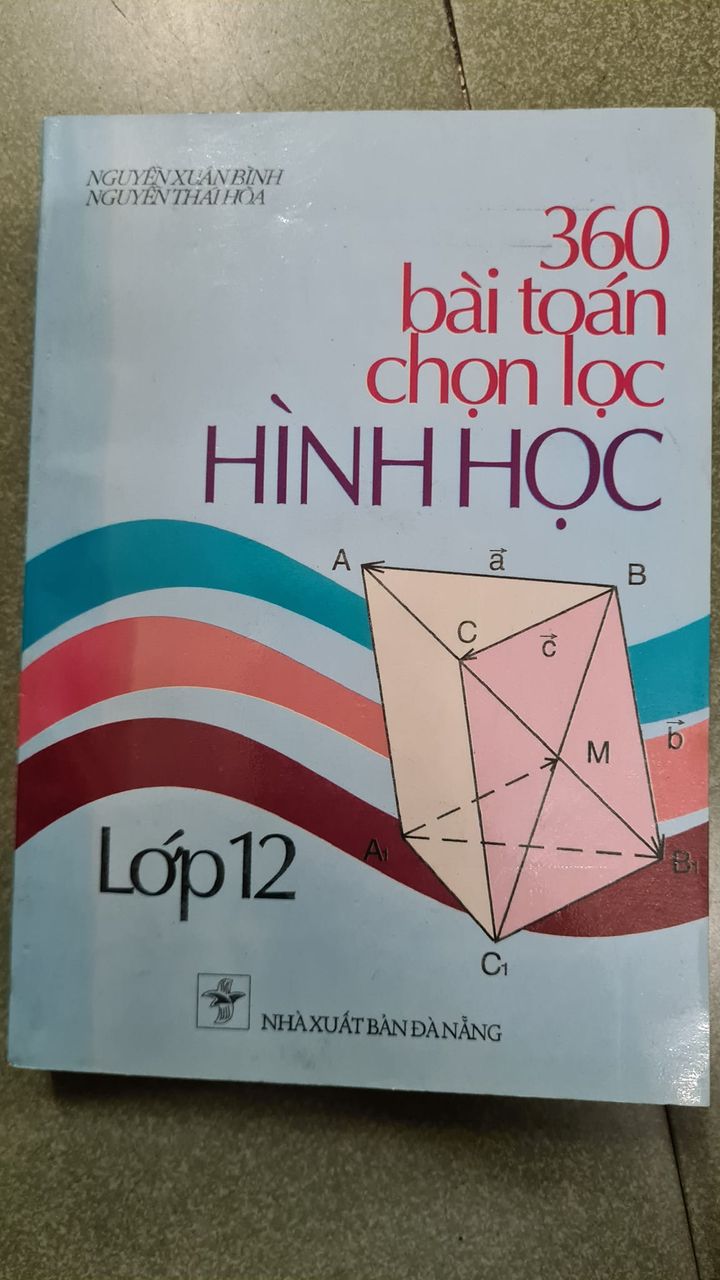 NGUYỄN XUÂN BÌNH
NGUYỄN THÁI HÒA
360
bài toán
chọn lọc
HÌNH HỌC
A
a
B
C
c
b
M
A1
B1
C1
Lớp 12
NHÀ XUẤT BẢN ĐÀ NẴNG